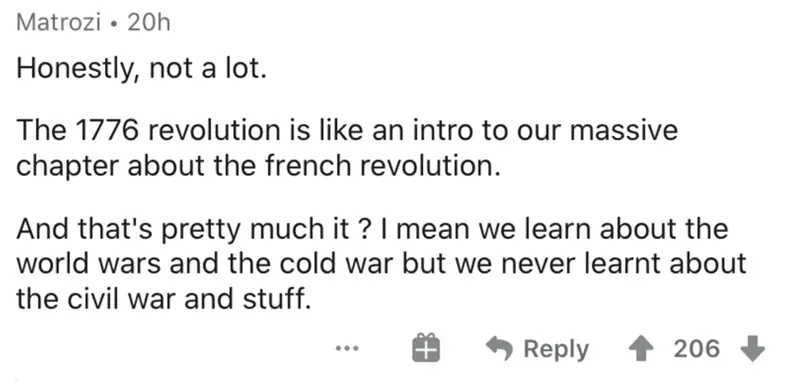 Matrozi • 20h
Honestly, not a lot.
The 1776 revolution is like an intro to our massive
chapter about the french revolution.
And that's pretty much it ? I mean we learn about the
world wars and the cold war but we never learnt about
the civil war and stuff.
... Reply 206